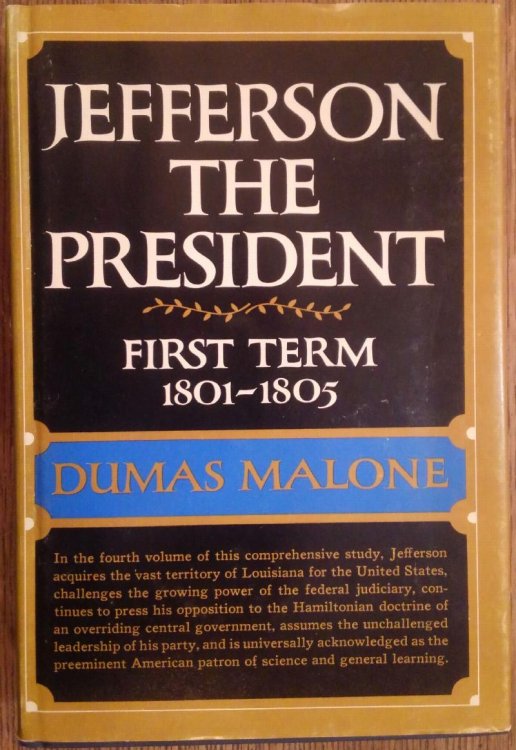 JEFFERSON
THE
PRESIDENT
FIRST TERM
1801-1805
DUMAS MALONE
In the fourth volume of this comprehensive study, Jefferson
acquires the vast territory of Louisiana for the United States,
challenges the growing power of the federal judiciary, con-
tinues to press his opposition to the Hamiltonian doctrine of
an overriding central government, assumes the unchallenged
leadership of his party, and is universally acknowledged as the
preeminent American patron of science and general learning.